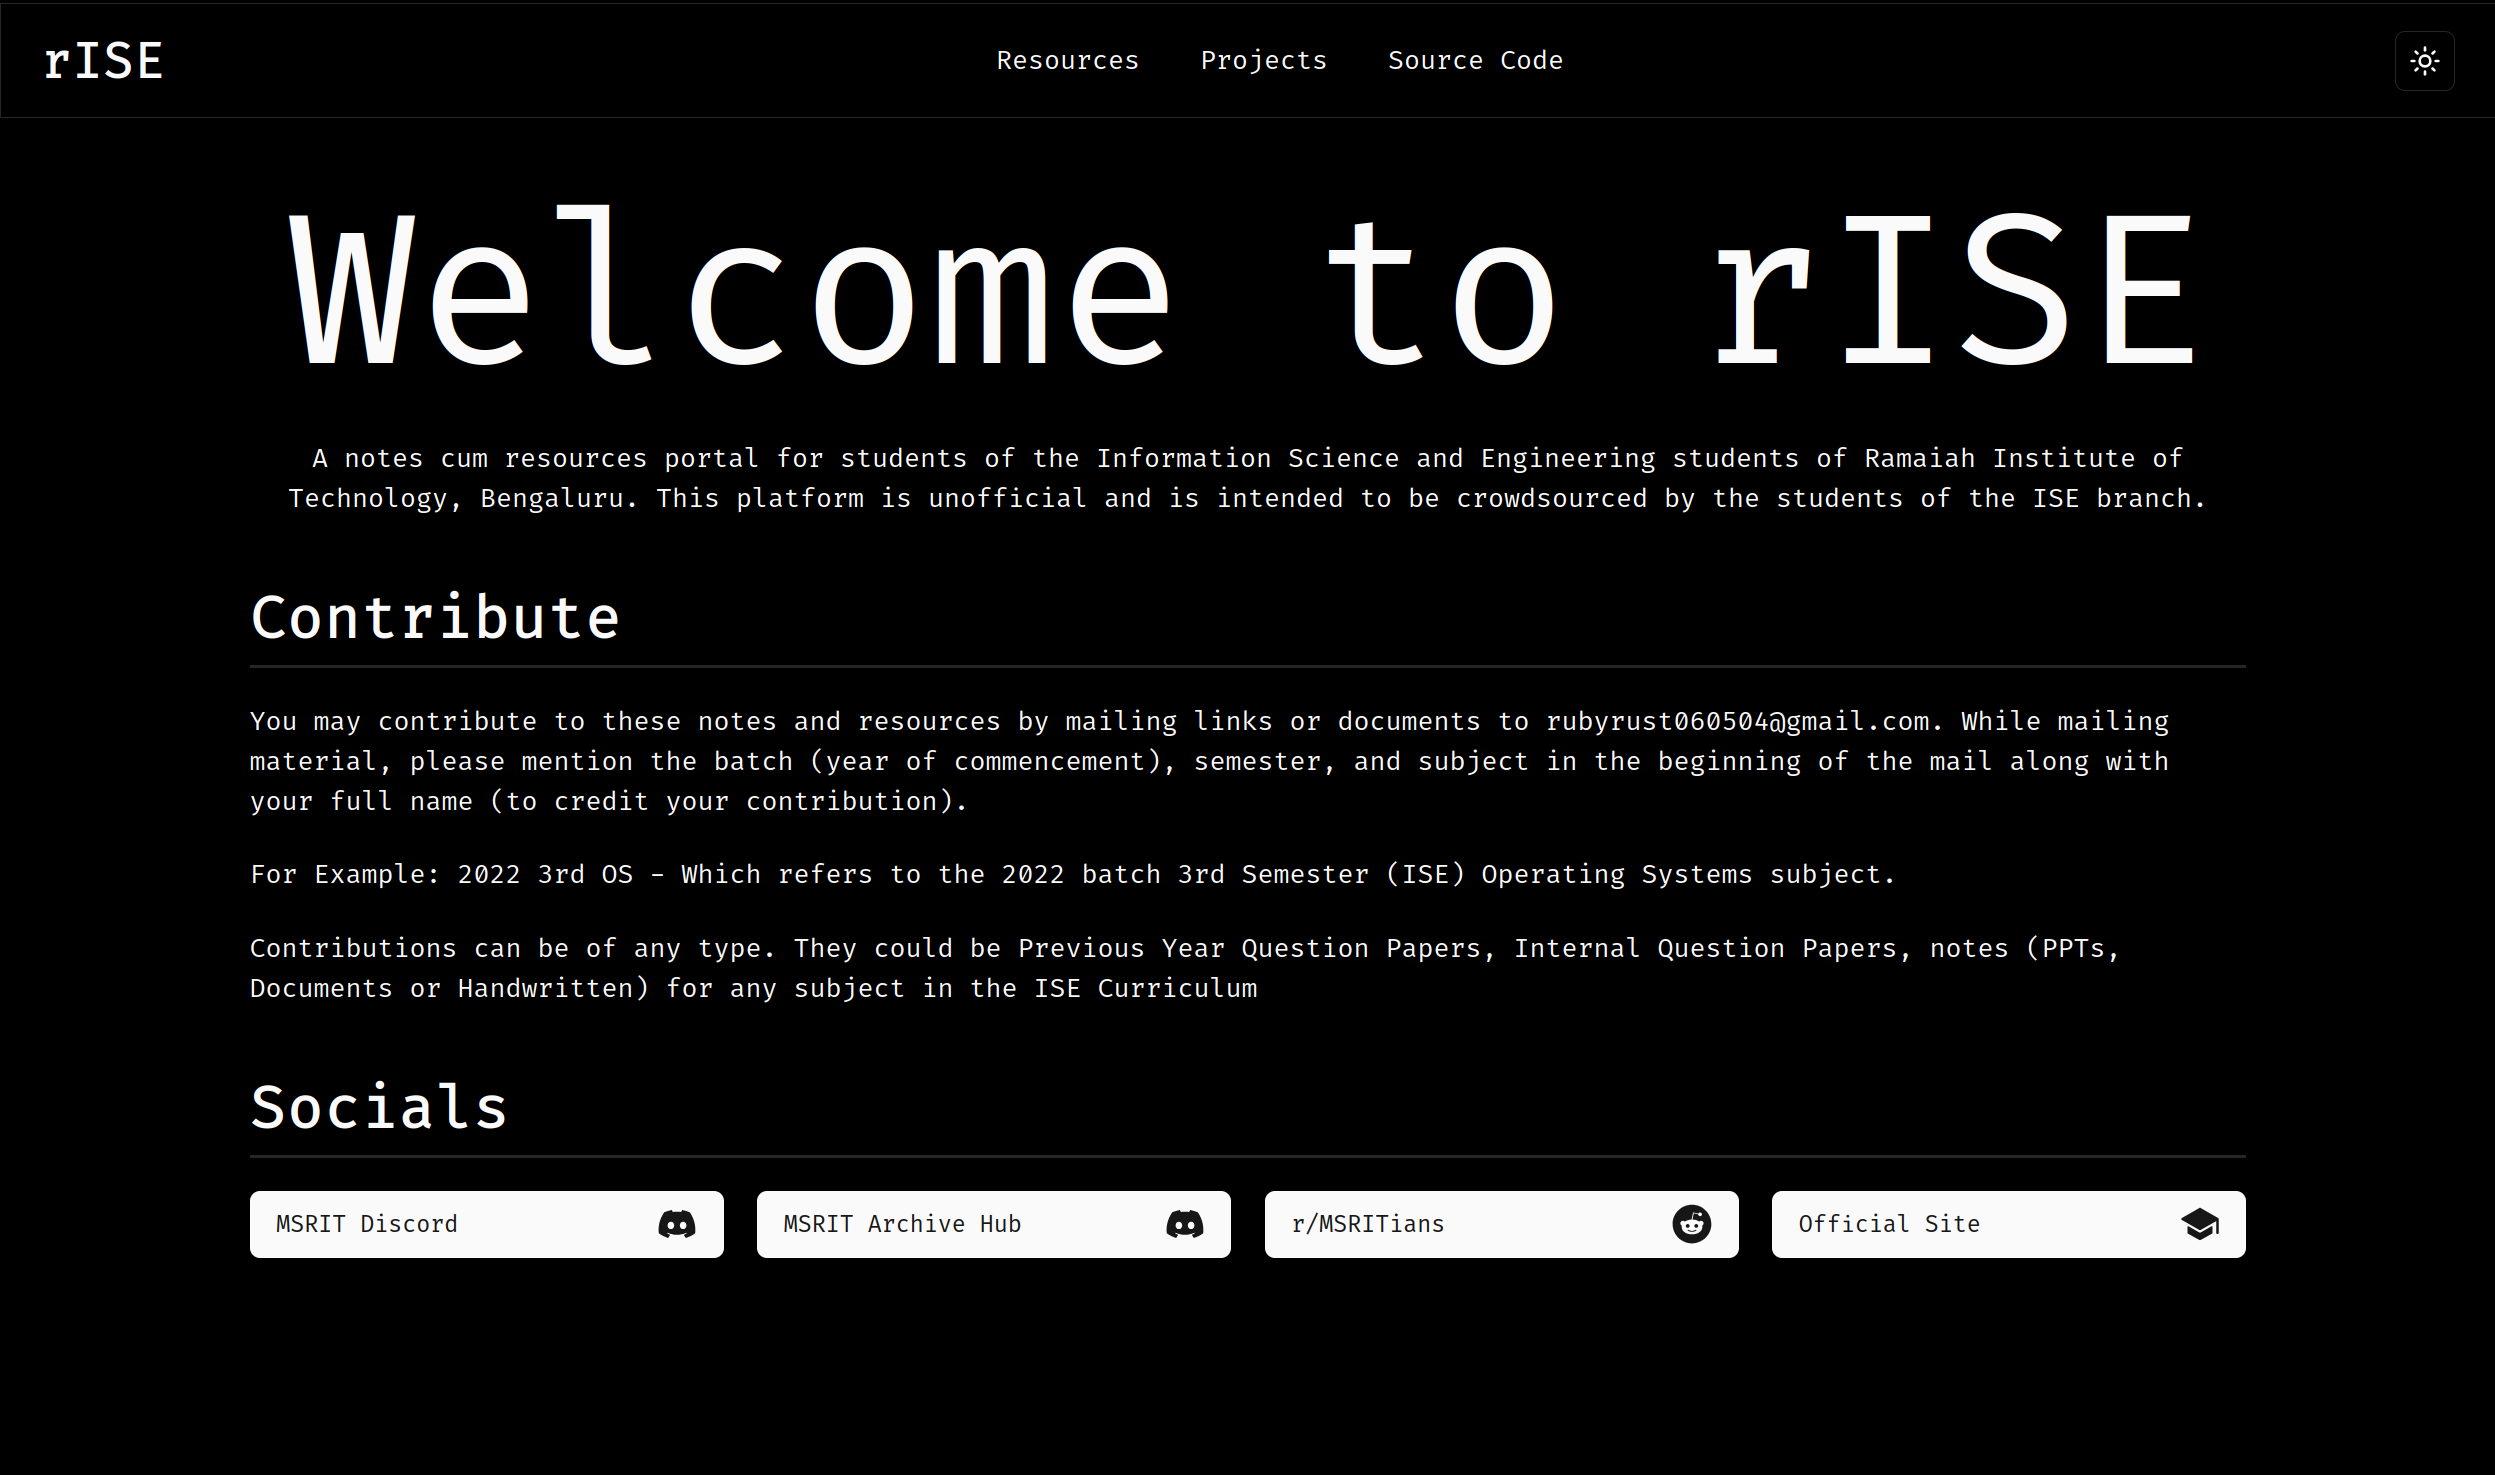 rISE
Resources
Projects
Source Code
Welcome to rISE
A notes cum resources portal for students of the Information Science and Engineering students of Ramaiah Institute of
Technology, Bengaluru. This platform is unofficial and is intended to be crowdsourced by the students of the ISE branch.
Contribute
You may contribute to these notes and resources by mailing links or documents to rubyrust060504@gmail.com. While mailing
material, please mention the batch (year of commencement), semester, and subject in the beginning of the mail along with
your full name (to credit your contribution).
For Example: 2022 3rd OS - Which refers to the 2022 batch 3rd Semester (ISE) Operating Systems subject.
Contributions can be of any type. They could be Previous Year Question Papers, Internal Question Papers, notes (PPTs,
Documents or Handwritten) for any subject in the ISE Curriculum
Socials
MSRIT Discord
MSRIT Archive Hub
r/MSRITians
Official Site